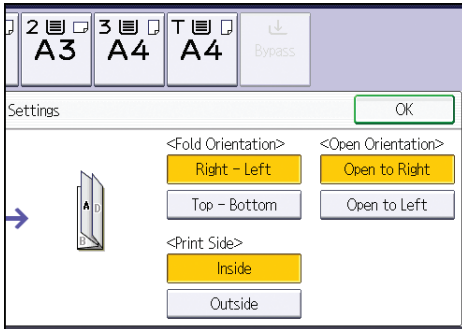 2 3 T
A3 A4 A4 Bypass
Settings OK
<Fold Orientation> <Open Orientation>
Right - Left Open to Right
Top - Bottom Open to Left
A D
B
<Print Side>
Inside
Outside